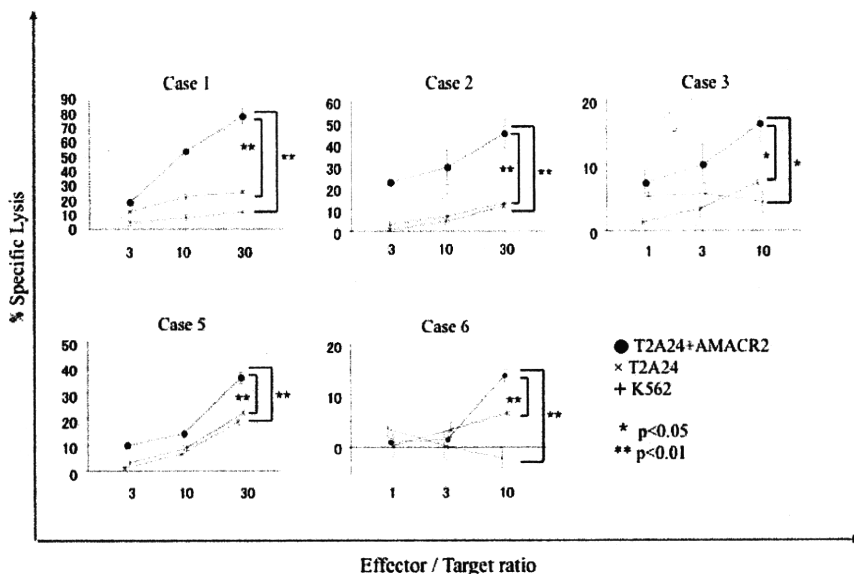 % Specific Lysis
Case 1
90
80
70
60
50
40
30
20
10
0
3 10 30
**
**
Case 2
60
50
40
30
20
10
0
3 10 30
**
**
Case 3
20
10
0
1 3 10
*
*
Case 5
50
40
30
20
10
0
3 10 30
**
**
Case 6
20
10
0
1 3 10
**
**
● T2A24+AMACR2
× T2A24
+ K562
* p<0.05
** p<0.01
Effector / Target ratio